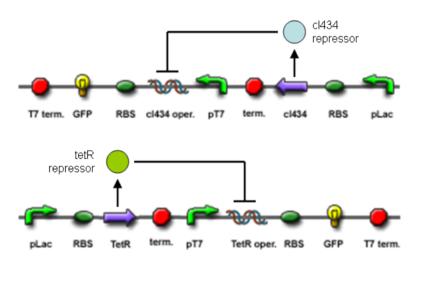 cI434
repressor
T7 term. GFP RBS cI434 oper. pT7 term. cI434 RBS pLac
tetR
repressor
pLac RBS TetR term. pT7 TetR oper. RBS GFP T7 term.